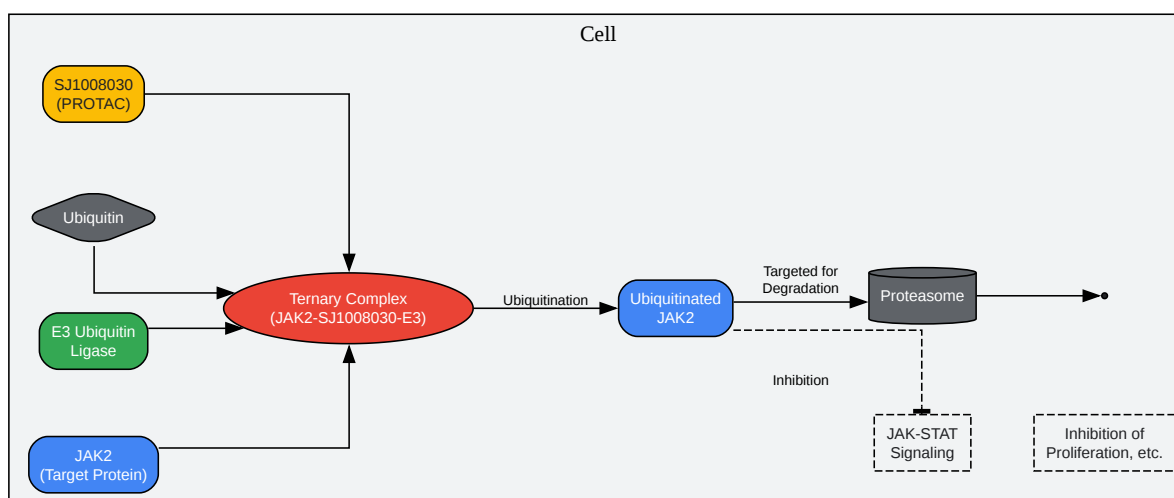 Cell
SJ1008030
(PROTAC)
Ubiquitin
E3 Ubiquitin
Ligase
JAK2
(Target Protein)
Ternary Complex
(JAK2-SJ1008030-E3)
Ubiquitination
Ubiquitinated
JAK2
Targeted for
Degradation
Proteasome
Inhibition
JAK-STAT
Signaling
Inhibition of
Proliferation, etc.